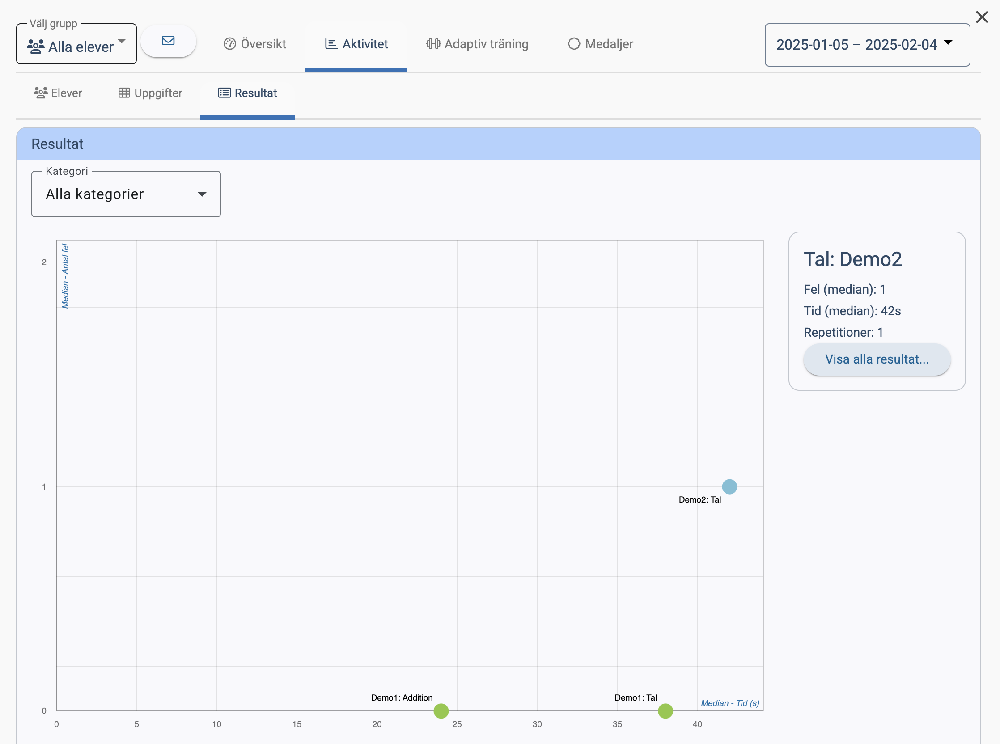 Välj grupp
Alla elever
Översikt
Aktivitet
Adaptiv träning
Medaljer
2025-01-05 – 2025-02-04
Elever
Uppgifter
Resultat
Resultat
Kategori
Alla kategorier
Median - Antal fel
2
1
0
Demo2: Tal
Demo1: Addition
Demo1: Tal
Median - Tid (s)
0 5 10 15 20 25 30 35 40
Tal: Demo2
Fel (median): 1
Tid (median): 42s
Repetitioner: 1
Visa alla resultat...